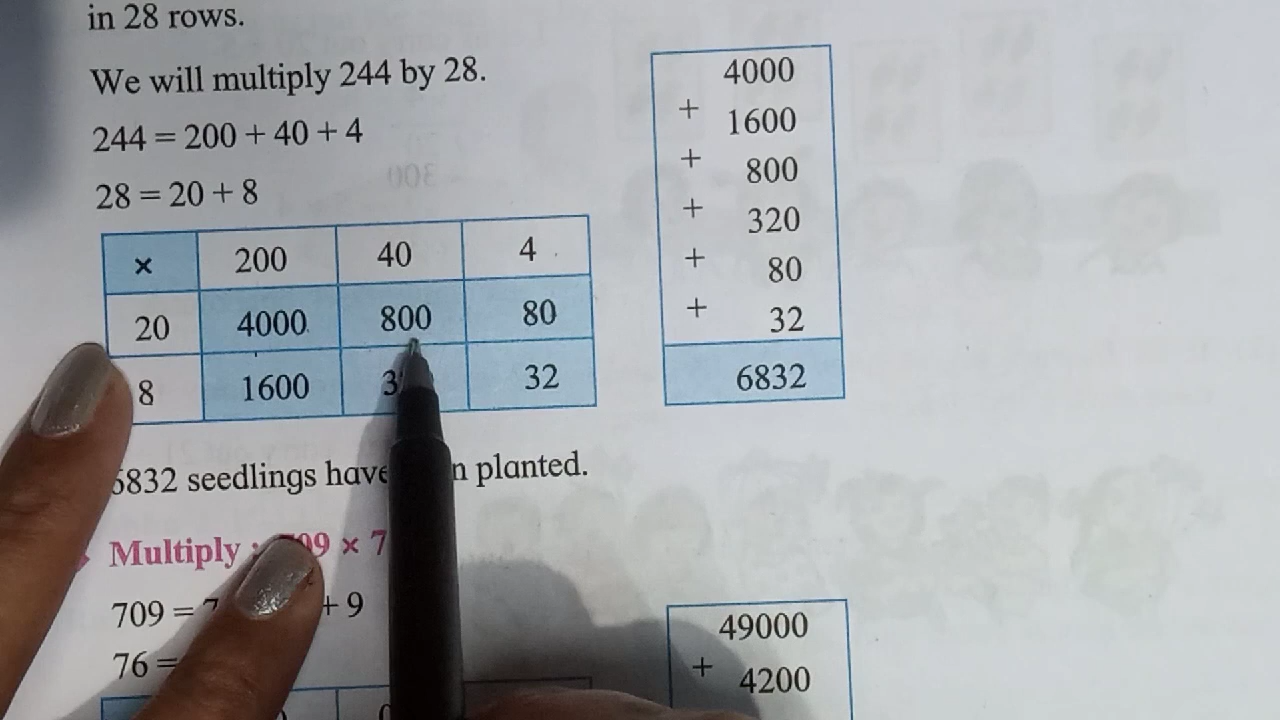 in 28 rows.
We will multiply 244 by 28.
244 = 200 + 40 + 4
28 = 20 + 8
× 200 40 4
20 4000 800 80
8 1600 32
4000
+ 1600
+ 800
+ 320
+ 80
+ 32
6832
6832 seedlings have planted.
Multiply : × 7
709 = + 9
76 =
49000
+ 4200